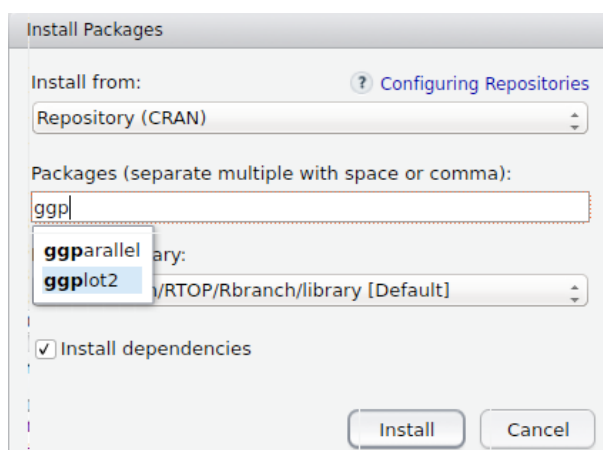 Install Packages
Install from:
? Configuring Repositories
Repository (CRAN)
Packages (separate multiple with space or comma):
ggp
ggparallel
ggplot2
ary:
/RTOP/Rbranch/library [Default]
Install dependencies
Install
Cancel